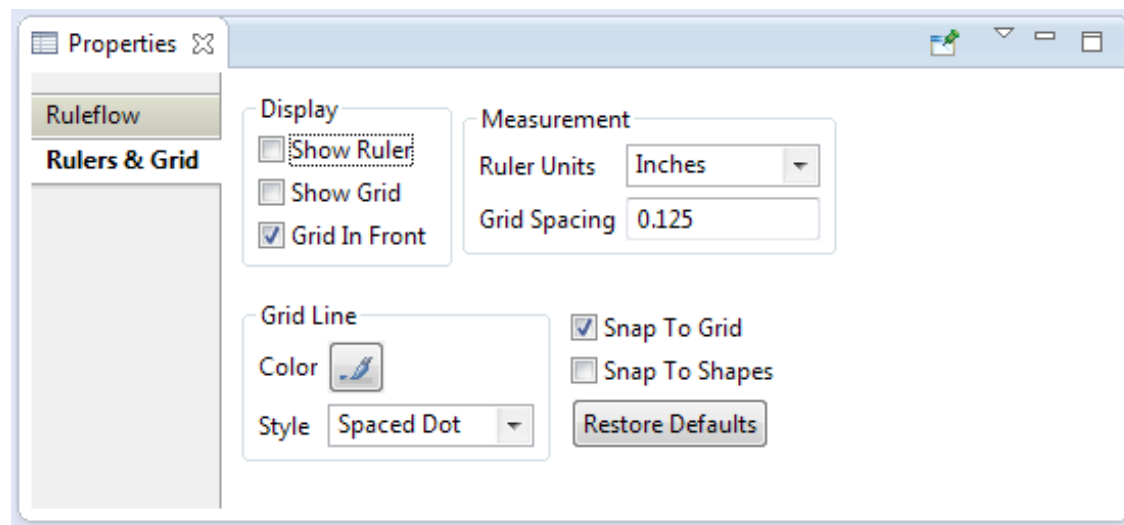 Properties
Ruleflow
Rulers & Grid
Display
Show Ruler
Show Grid
Grid In Front
Measurement
Ruler Units Inches
Grid Spacing 0.125
Grid Line
Color
Style Spaced Dot
Snap To Grid
Snap To Shapes
Restore Defaults